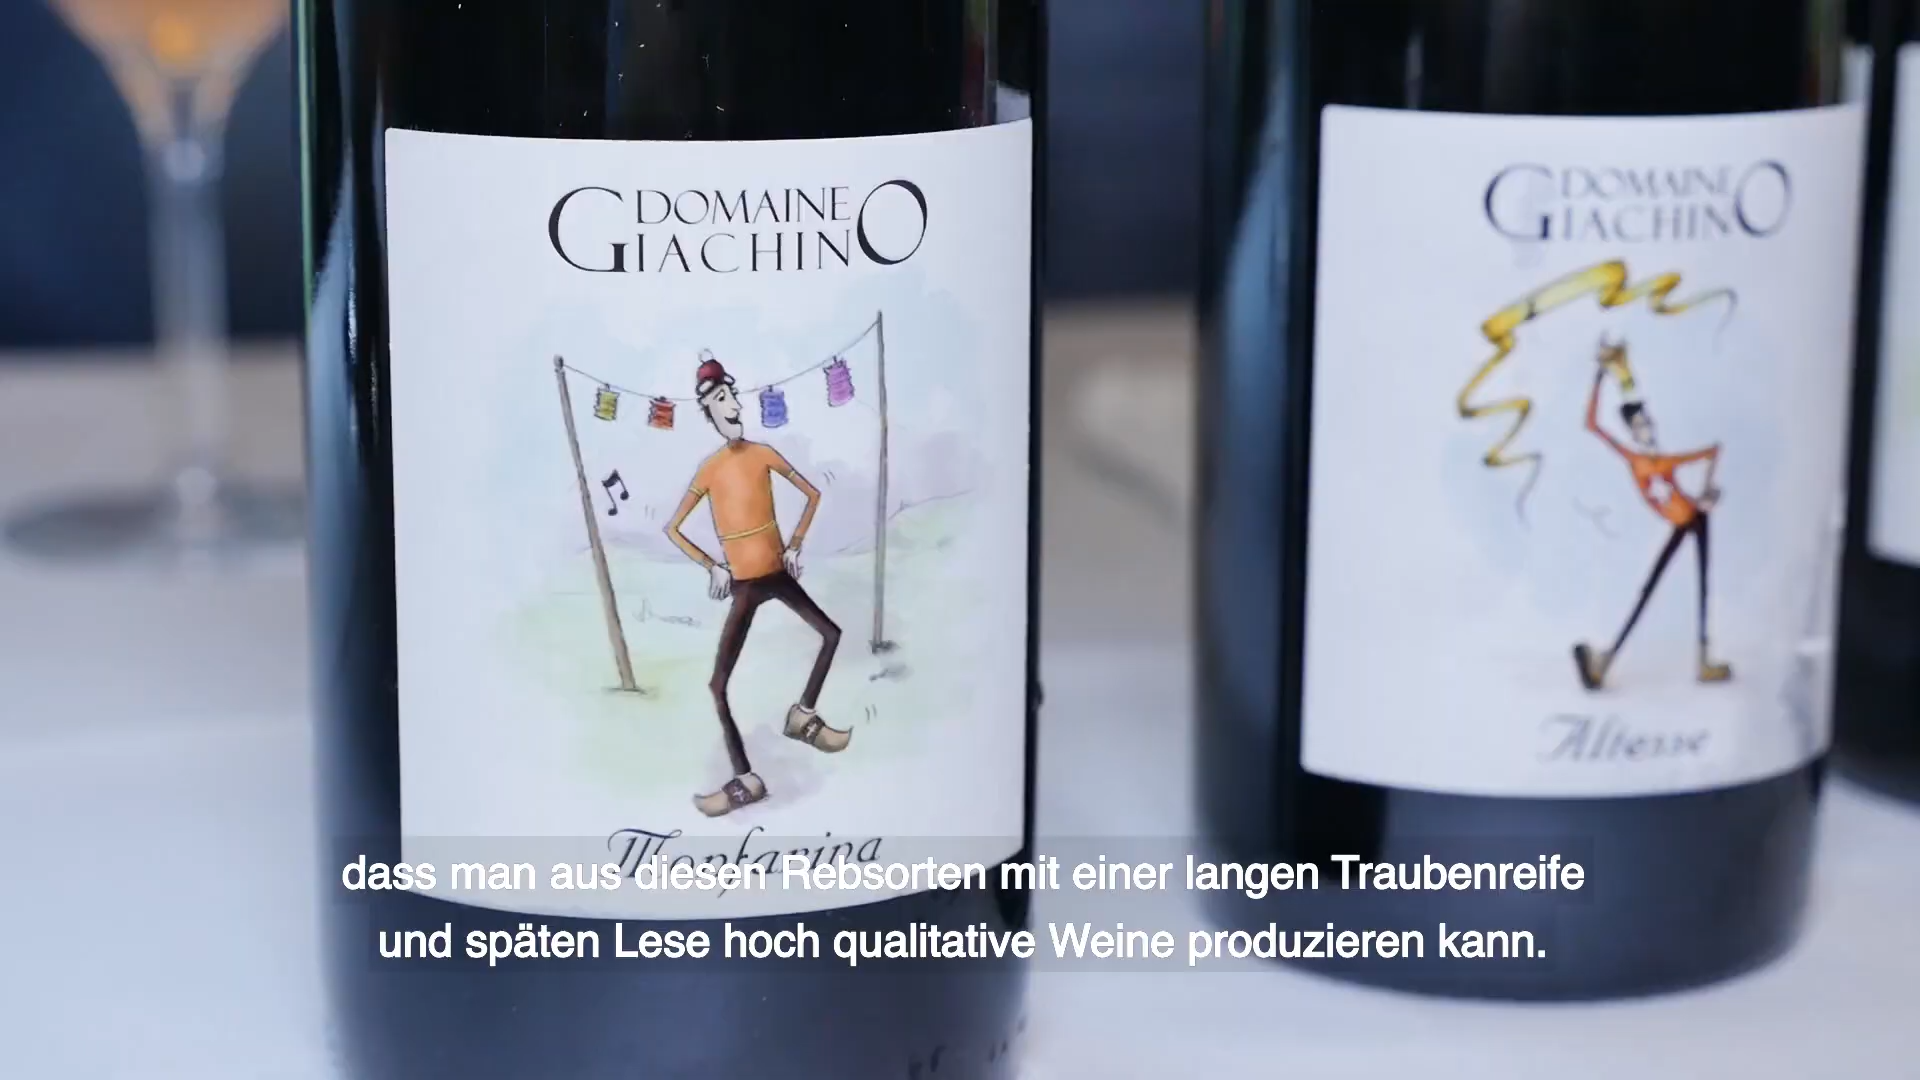 DOMAINE
GIACHINO
Monfarina
DOMAINE
GIACHINO
Altesse
dass man aus diesen Rebsorten mit einer langen Traubenreife
und späten Lese hoch qualitative Weine produzieren kann.